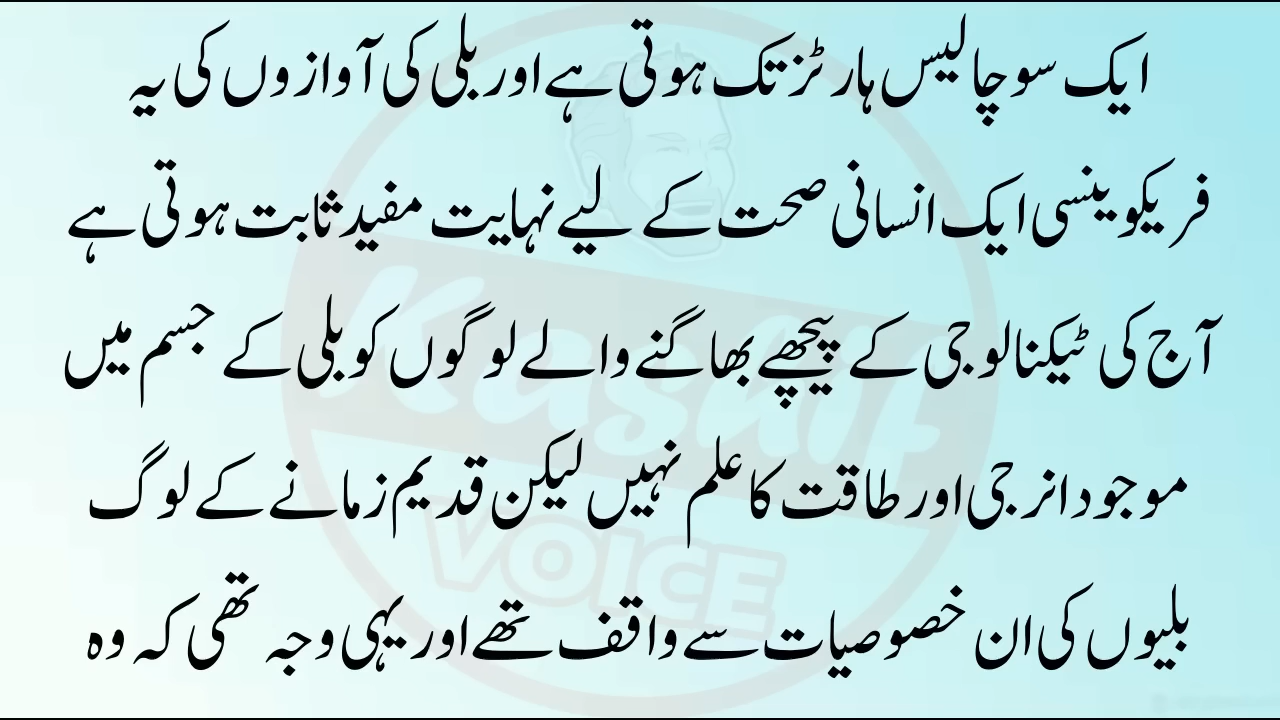 ایک سو چالیس ہارٹز تک ہوتی ہے اور بلی کی آوازوں کی یہ
فریکوینسی ایک انسانی صحت کے لیے نہایت مفید ثابت ہوتی ہے
آج کی ٹیکنالوجی کے پیچھے بھاگنے والے لوگوں کو بلی کے جسم میں
موجود انرجی اور طاقت کا علم نہیں لیکن قدیم زمانے کے لوگ
بلیوں کی ان خصوصیات سے واقف تھے اور یہی وجہ تھی کہ وہ
Kashif
VOICE